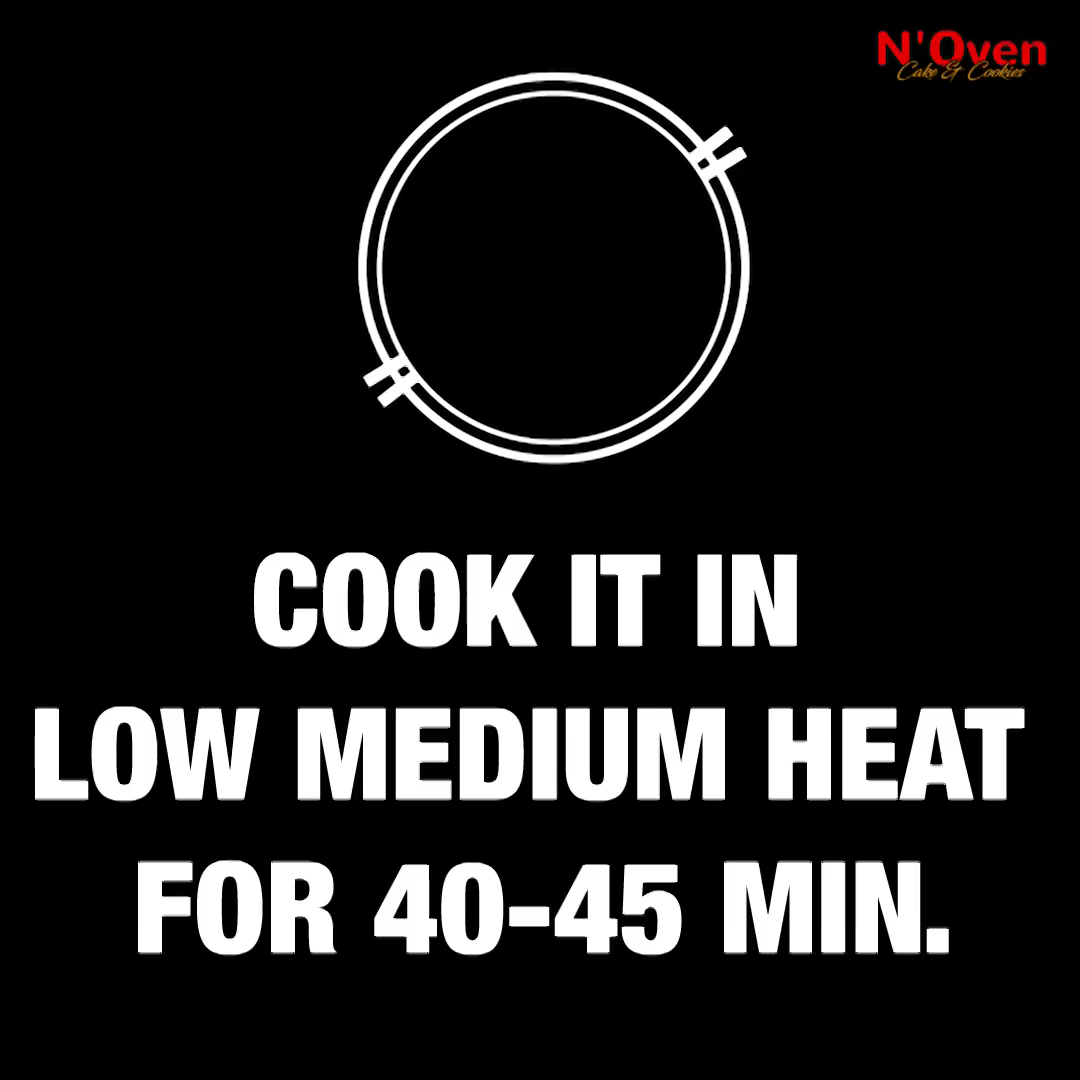 N'Oven
Cake & Cookies
COOK IT IN
LOW MEDIUM HEAT
FOR 40-45 MIN.